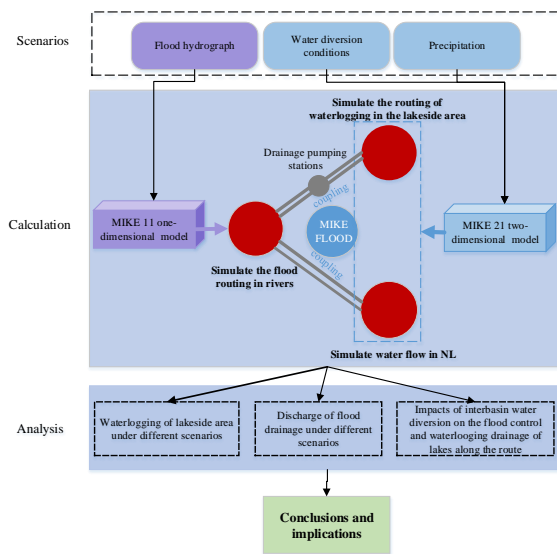 Scenarios
Flood hydrograph
Water diversion
conditions
Precipitation
Simulate the routing of
waterlogging in the lakeside area
Drainage pumping
stations
coupling
Calculation
MIKE 11 one-
dimensional model
MIKE
FLOOD
MIKE 21 two-
dimensional model
Simulate the flood
routing in rivers
coupling
Simulate water flow in NL
Analysis
Waterlogging of lakeside area
under different scenarios
Discharge of flood
drainage under different
scenarios
Impacts of interbasin water
diversion on the flood control
and waterlooging drainage of
lakes along the route
Conclusions and
implications